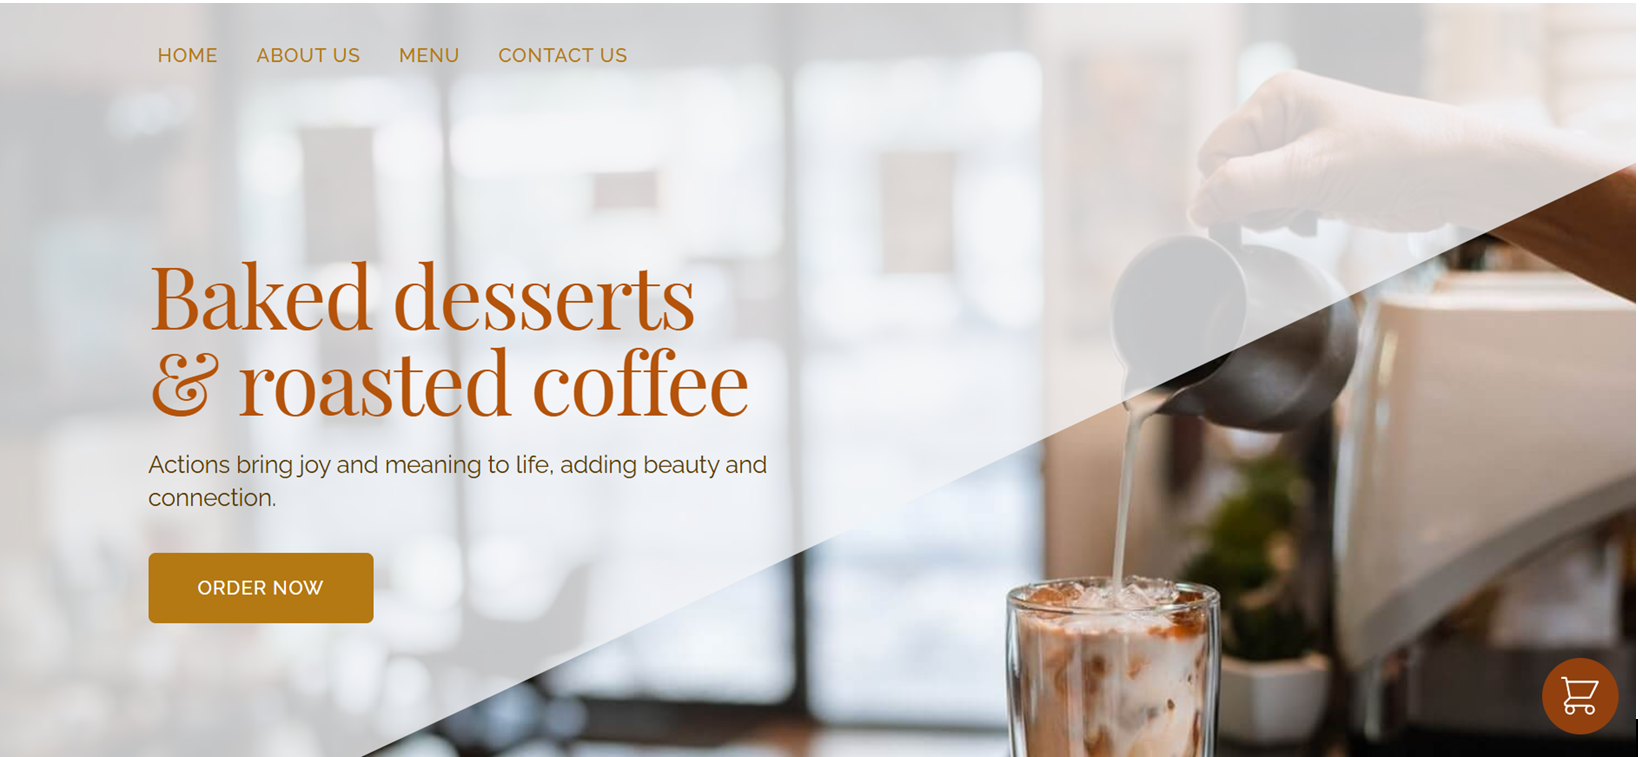 HOME ABOUT US MENU CONTACT US
Baked desserts
& roasted coffee
Actions bring joy and meaning to life, adding beauty and
connection.
ORDER NOW